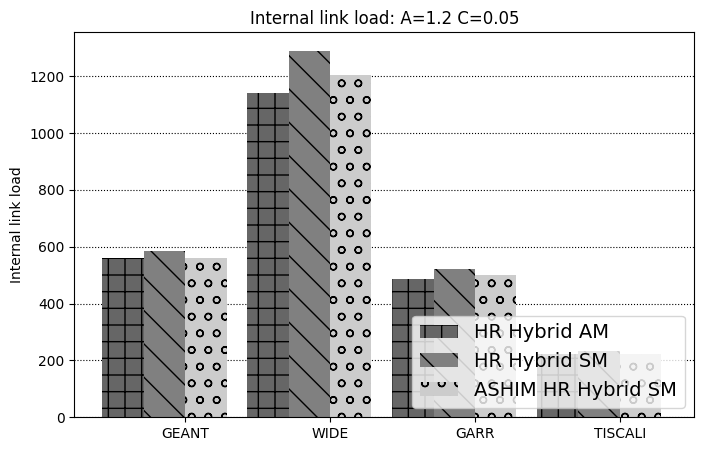 Internal link load: A=1.2 C=0.05
Internal link load
1200
1000
800
600
400
200
0
HR Hybrid AM
HR Hybrid SM
ASHIM HR Hybrid SM
GEANT WIDE GARR TISCALI